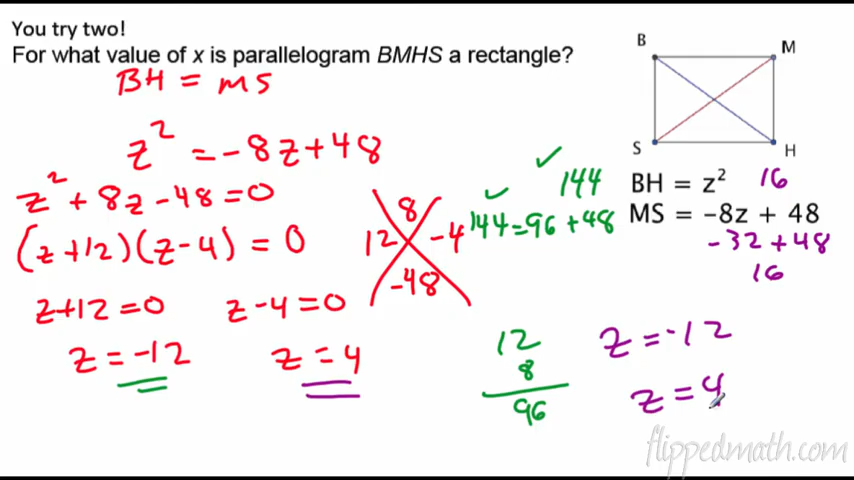 You try two!
For what value of x is parallelogram BMHS a rectangle?
BH = MS
z² = -8z + 48
z² + 8z - 48 = 0
(z + 12)(z - 4) = 0
z + 12 = 0
z - 4 = 0
z = -12
z = 4
8
12
-4
-48
✓
144
✓
144 = 96 + 48
12
8
96
B
M
S
H
BH = z²
16
MS = –8z + 48
-32 + 48
16
z = -12
z = 4
flippedmath.com